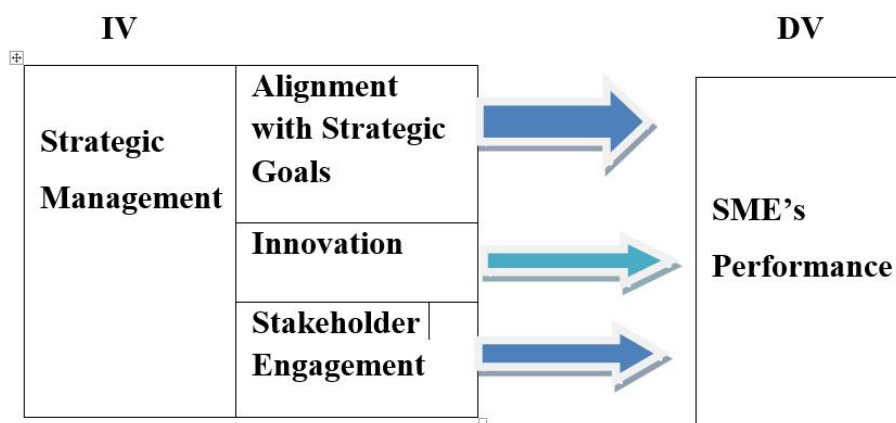 IV
DV
Strategic
Management
Alignment
with Strategic
Goals
Innovation
Stakeholder
Engagement
SME’s
Performance